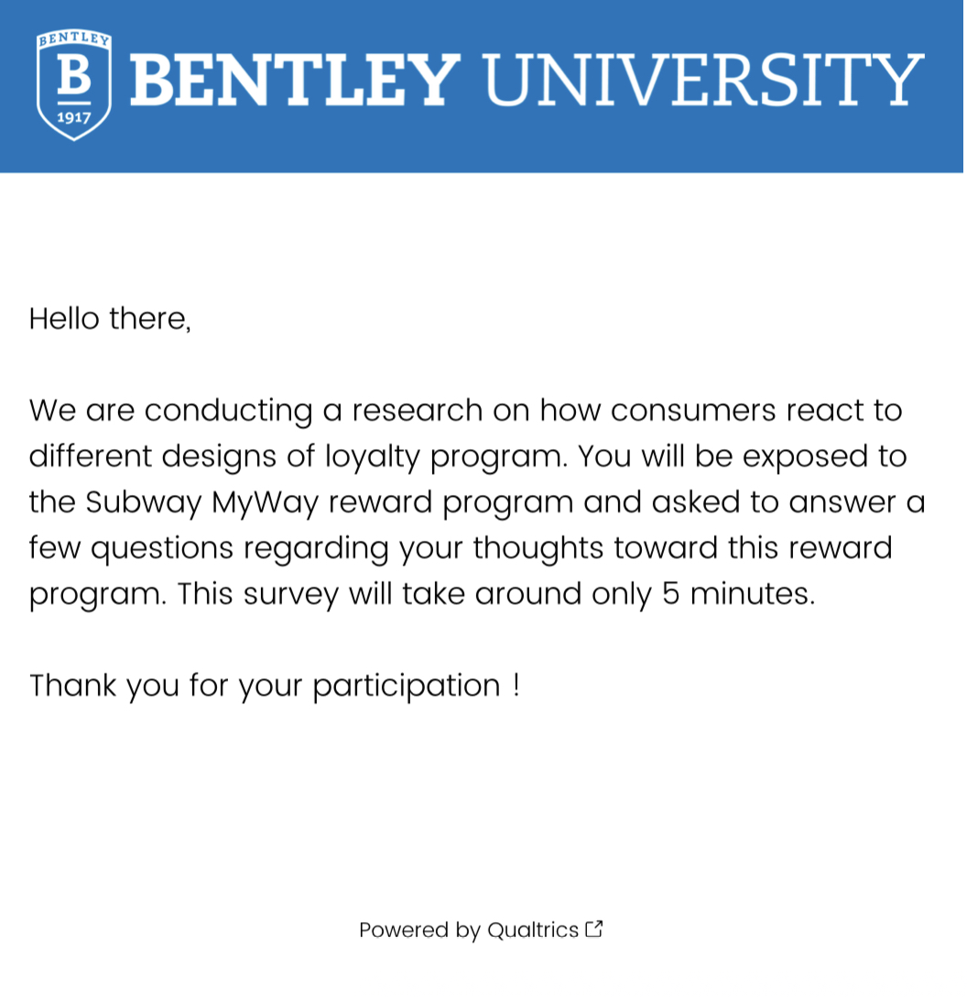 BENTLEY
B
1917
BENTLEY UNIVERSITY
Hello there,
We are conducting a research on how consumers react to
different designs of loyalty program. You will be exposed to
the Subway MyWay reward program and asked to answer a
few questions regarding your thoughts toward this reward
program. This survey will take around only 5 minutes.
Thank you for your participation !
Powered by Qualtrics